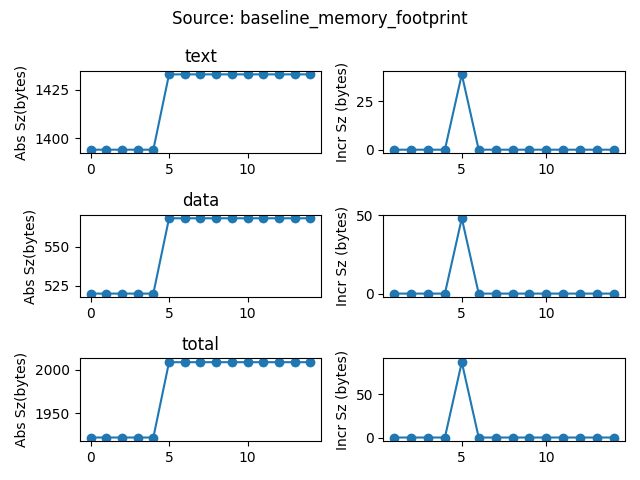 Source: baseline_memory_footprint
text
Abs Sz(bytes)
1425
1400
0 5 10
Incr Sz (bytes)
25
0
5 10
data
Abs Sz(bytes)
550
525
0 5 10
Incr Sz (bytes)
50
0
5 10
total
Abs Sz(bytes)
2000
1950
0 5 10
Incr Sz (bytes)
50
0
5 10